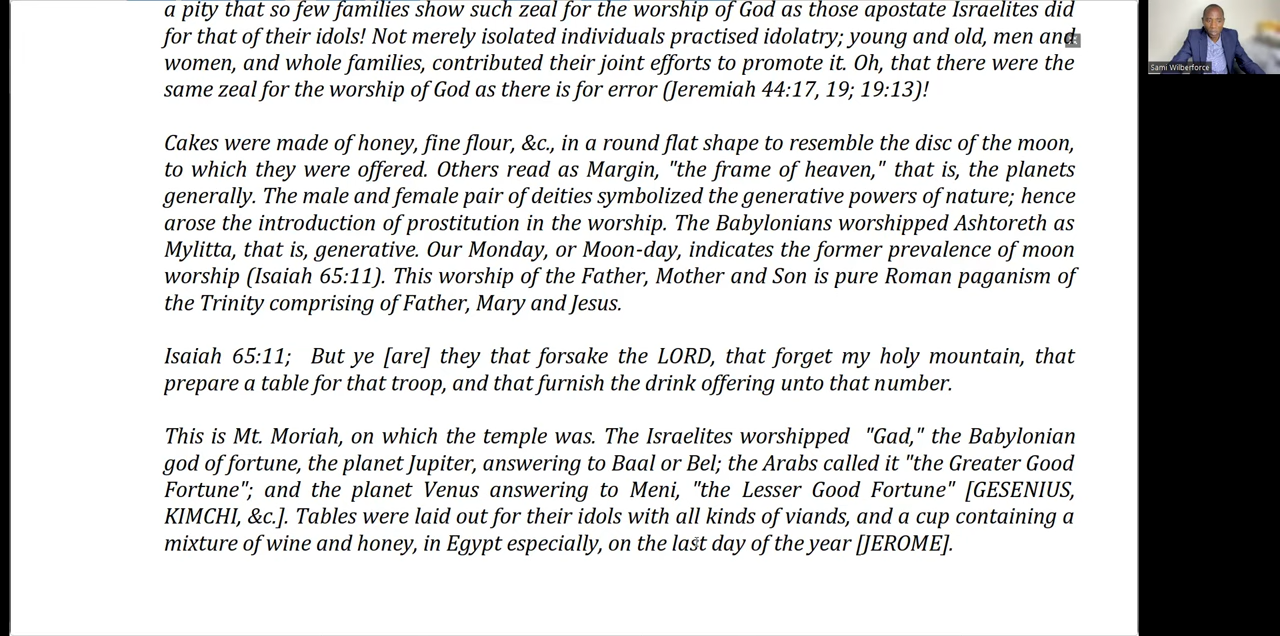 a pity that so few families show such zeal for the worship of God as those apostate Israelites did
for that of their idols! Not merely isolated individuals practised idolatry; young and old, men and
women, and whole families, contributed their joint efforts to promote it. Oh, that there were the
same zeal for the worship of God as there is for error (Jeremiah 44:17, 19; 19:13)!
Cakes were made of honey, fine flour, &c., in a round flat shape to resemble the disc of the moon,
to which they were offered. Others read as Margin, "the frame of heaven," that is, the planets
generally. The male and female pair of deities symbolized the generative powers of nature; hence
arose the introduction of prostitution in the worship. The Babylonians worshipped Ashtoreth as
Mylitta, that is, generative. Our Monday, or Moon-day, indicates the former prevalence of moon
worship (Isaiah 65:11). This worship of the Father, Mother and Son is pure Roman paganism of
the Trinity comprising of Father, Mary and Jesus.
Isaiah 65:11; But ye [are] they that forsake the LORD, that forget my holy mountain, that
prepare a table for that troop, and that furnish the drink offering unto that number.
This is Mt. Moriah, on which the temple was. The Israelites worshipped "Gad," the Babylonian
god of fortune, the planet Jupiter, answering to Baal or Bel; the Arabs called it "the Greater Good
Fortune"; and the planet Venus answering to Meni, "the Lesser Good Fortune" [GESENIUS,
KIMCHI, &c.]. Tables were laid out for their idols with all kinds of viands, and a cup containing a
mixture of wine and honey, in Egypt especially, on the last day of the year [JEROME].
Sami Wilberforce